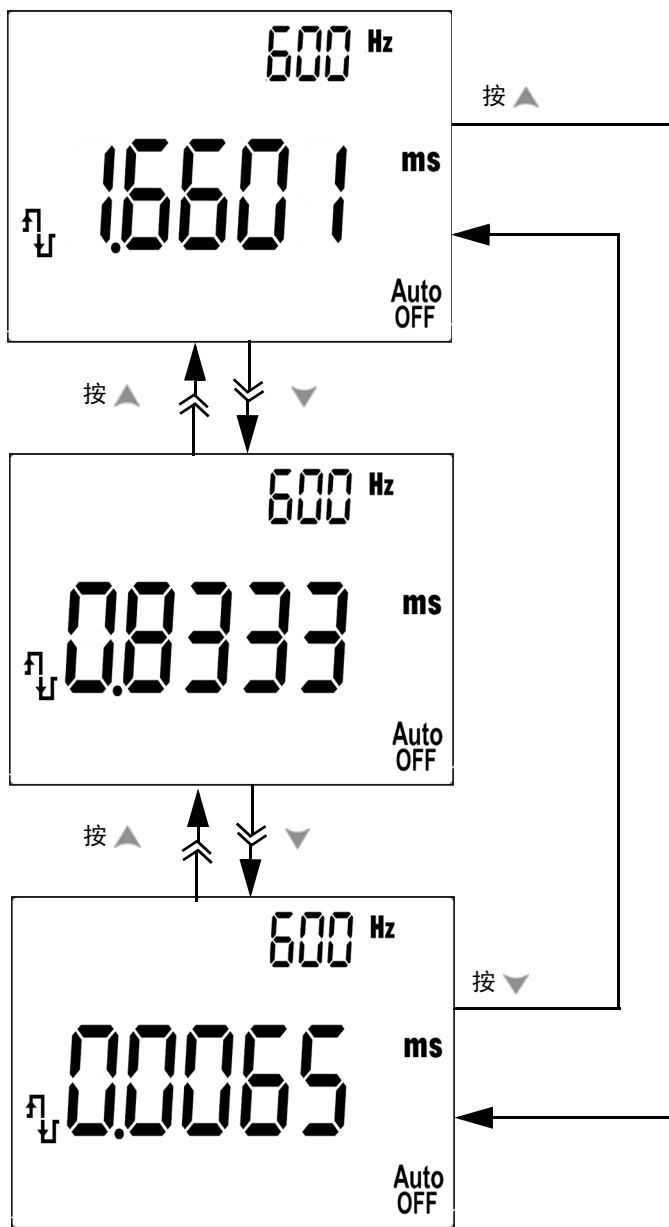 600 Hz
按
1.6601 ms
Auto
OFF
按
600 Hz
0.8333 ms
Auto
OFF
按
600 Hz
按
0.0065 ms
Auto
OFF